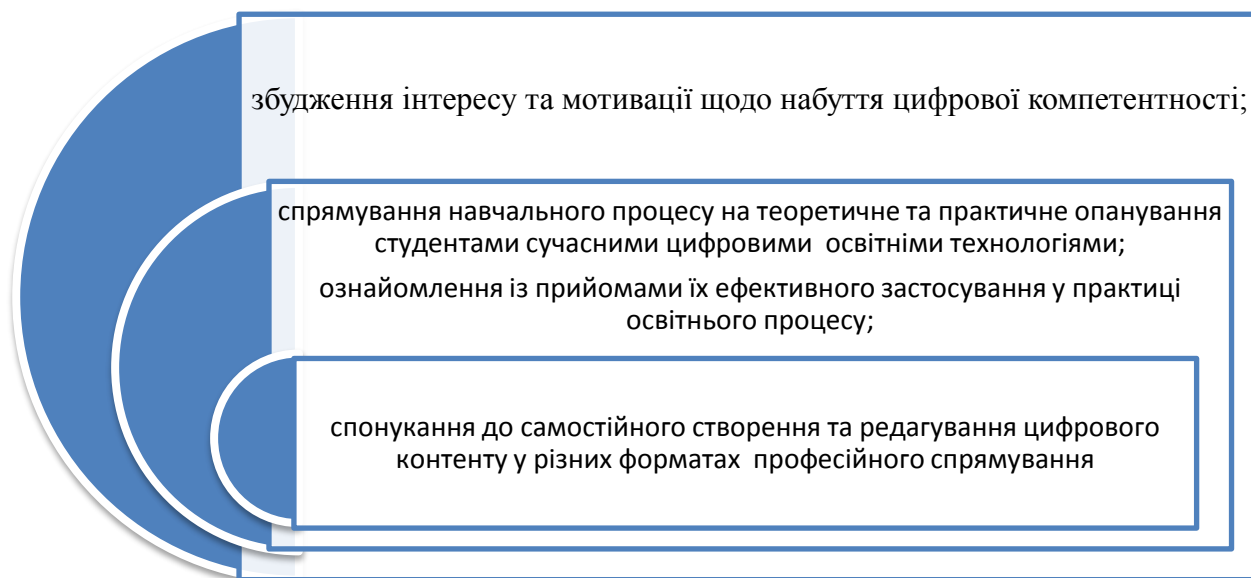 збудження інтересу та мотивації щодо набуття цифрової компетентності;
спрямування навчального процесу на теоретичне та практичне опанування
студентами сучасними цифровими освітніми технологіями;
ознайомлення із прийомами їх ефективного застосування у практиці
освітнього процесу;
спонукання до самостійного створення та редагування цифрового
контенту у різних форматах професійного спрямування